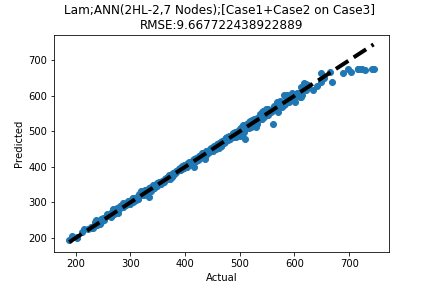 Lam;ANN(2HL-2,7 Nodes);[Case1+Case2 on Case3]
RMSE:9.667722438922889
700
600
500
400
300
200
Predicted
200 300 400 500 600 700
Actual